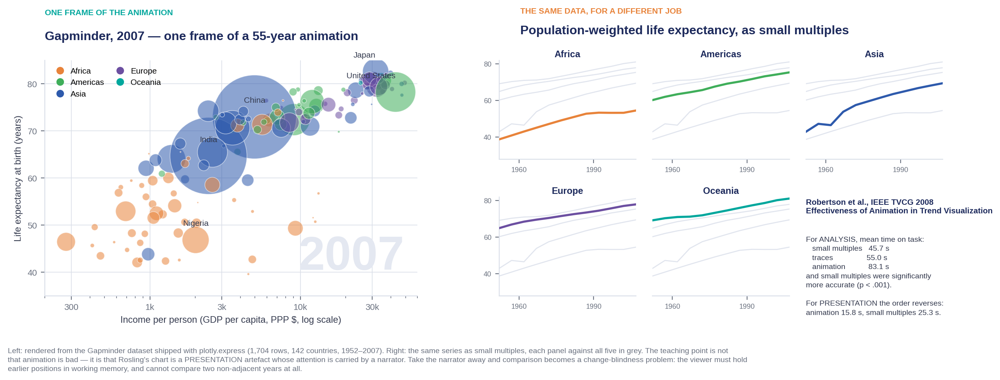 ONE FRAME OF THE ANIMATION
Gapminder, 2007 — one frame of a 55-year animation
Japan
Africa
Americas
Asia
Europe
Oceania
United States
China
India
Nigeria
2007
80
70
60
50
40
Life expectancy at birth (years)
300
1k
3k
10k
30k
Income per person (GDP per capita, PPP $, log scale)
THE SAME DATA, FOR A DIFFERENT JOB
Population-weighted life expectancy, as small multiples
Africa
80
60
40
1960
1990
Americas
1960
1990
Asia
1960
1990
Europe
80
60
40
1960
1990
Oceania
1960
1990
Robertson et al., IEEE TVCG 2008
Effectiveness of Animation in Trend Visualization
For ANALYSIS, mean time on task:
small multiples 45.7 s
traces 55.0 s
animation 83.1 s
and small multiples were significantly
more accurate (p < .001).
For PRESENTATION the order reverses:
animation 15.8 s, small multiples 25.3 s.
Left: rendered from the Gapminder dataset shipped with plotly.express (1,704 rows, 142 countries, 1952–2007). Right: the same series as small multiples, each panel against all five in grey. The teaching point is not
that animation is bad — it is that Rosling's chart is a PRESENTATION artefact whose attention is carried by a narrator. Take the narrator away and comparison becomes a change-blindness problem: the viewer must hold
earlier positions in working memory, and cannot compare two non-adjacent years at all.